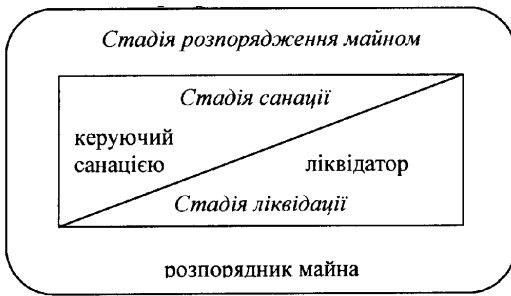 Стадія розпорядження майном
Стадія санації
керуючий
санацією
ліквідатор
Стадія ліквідації
розпорядник майна